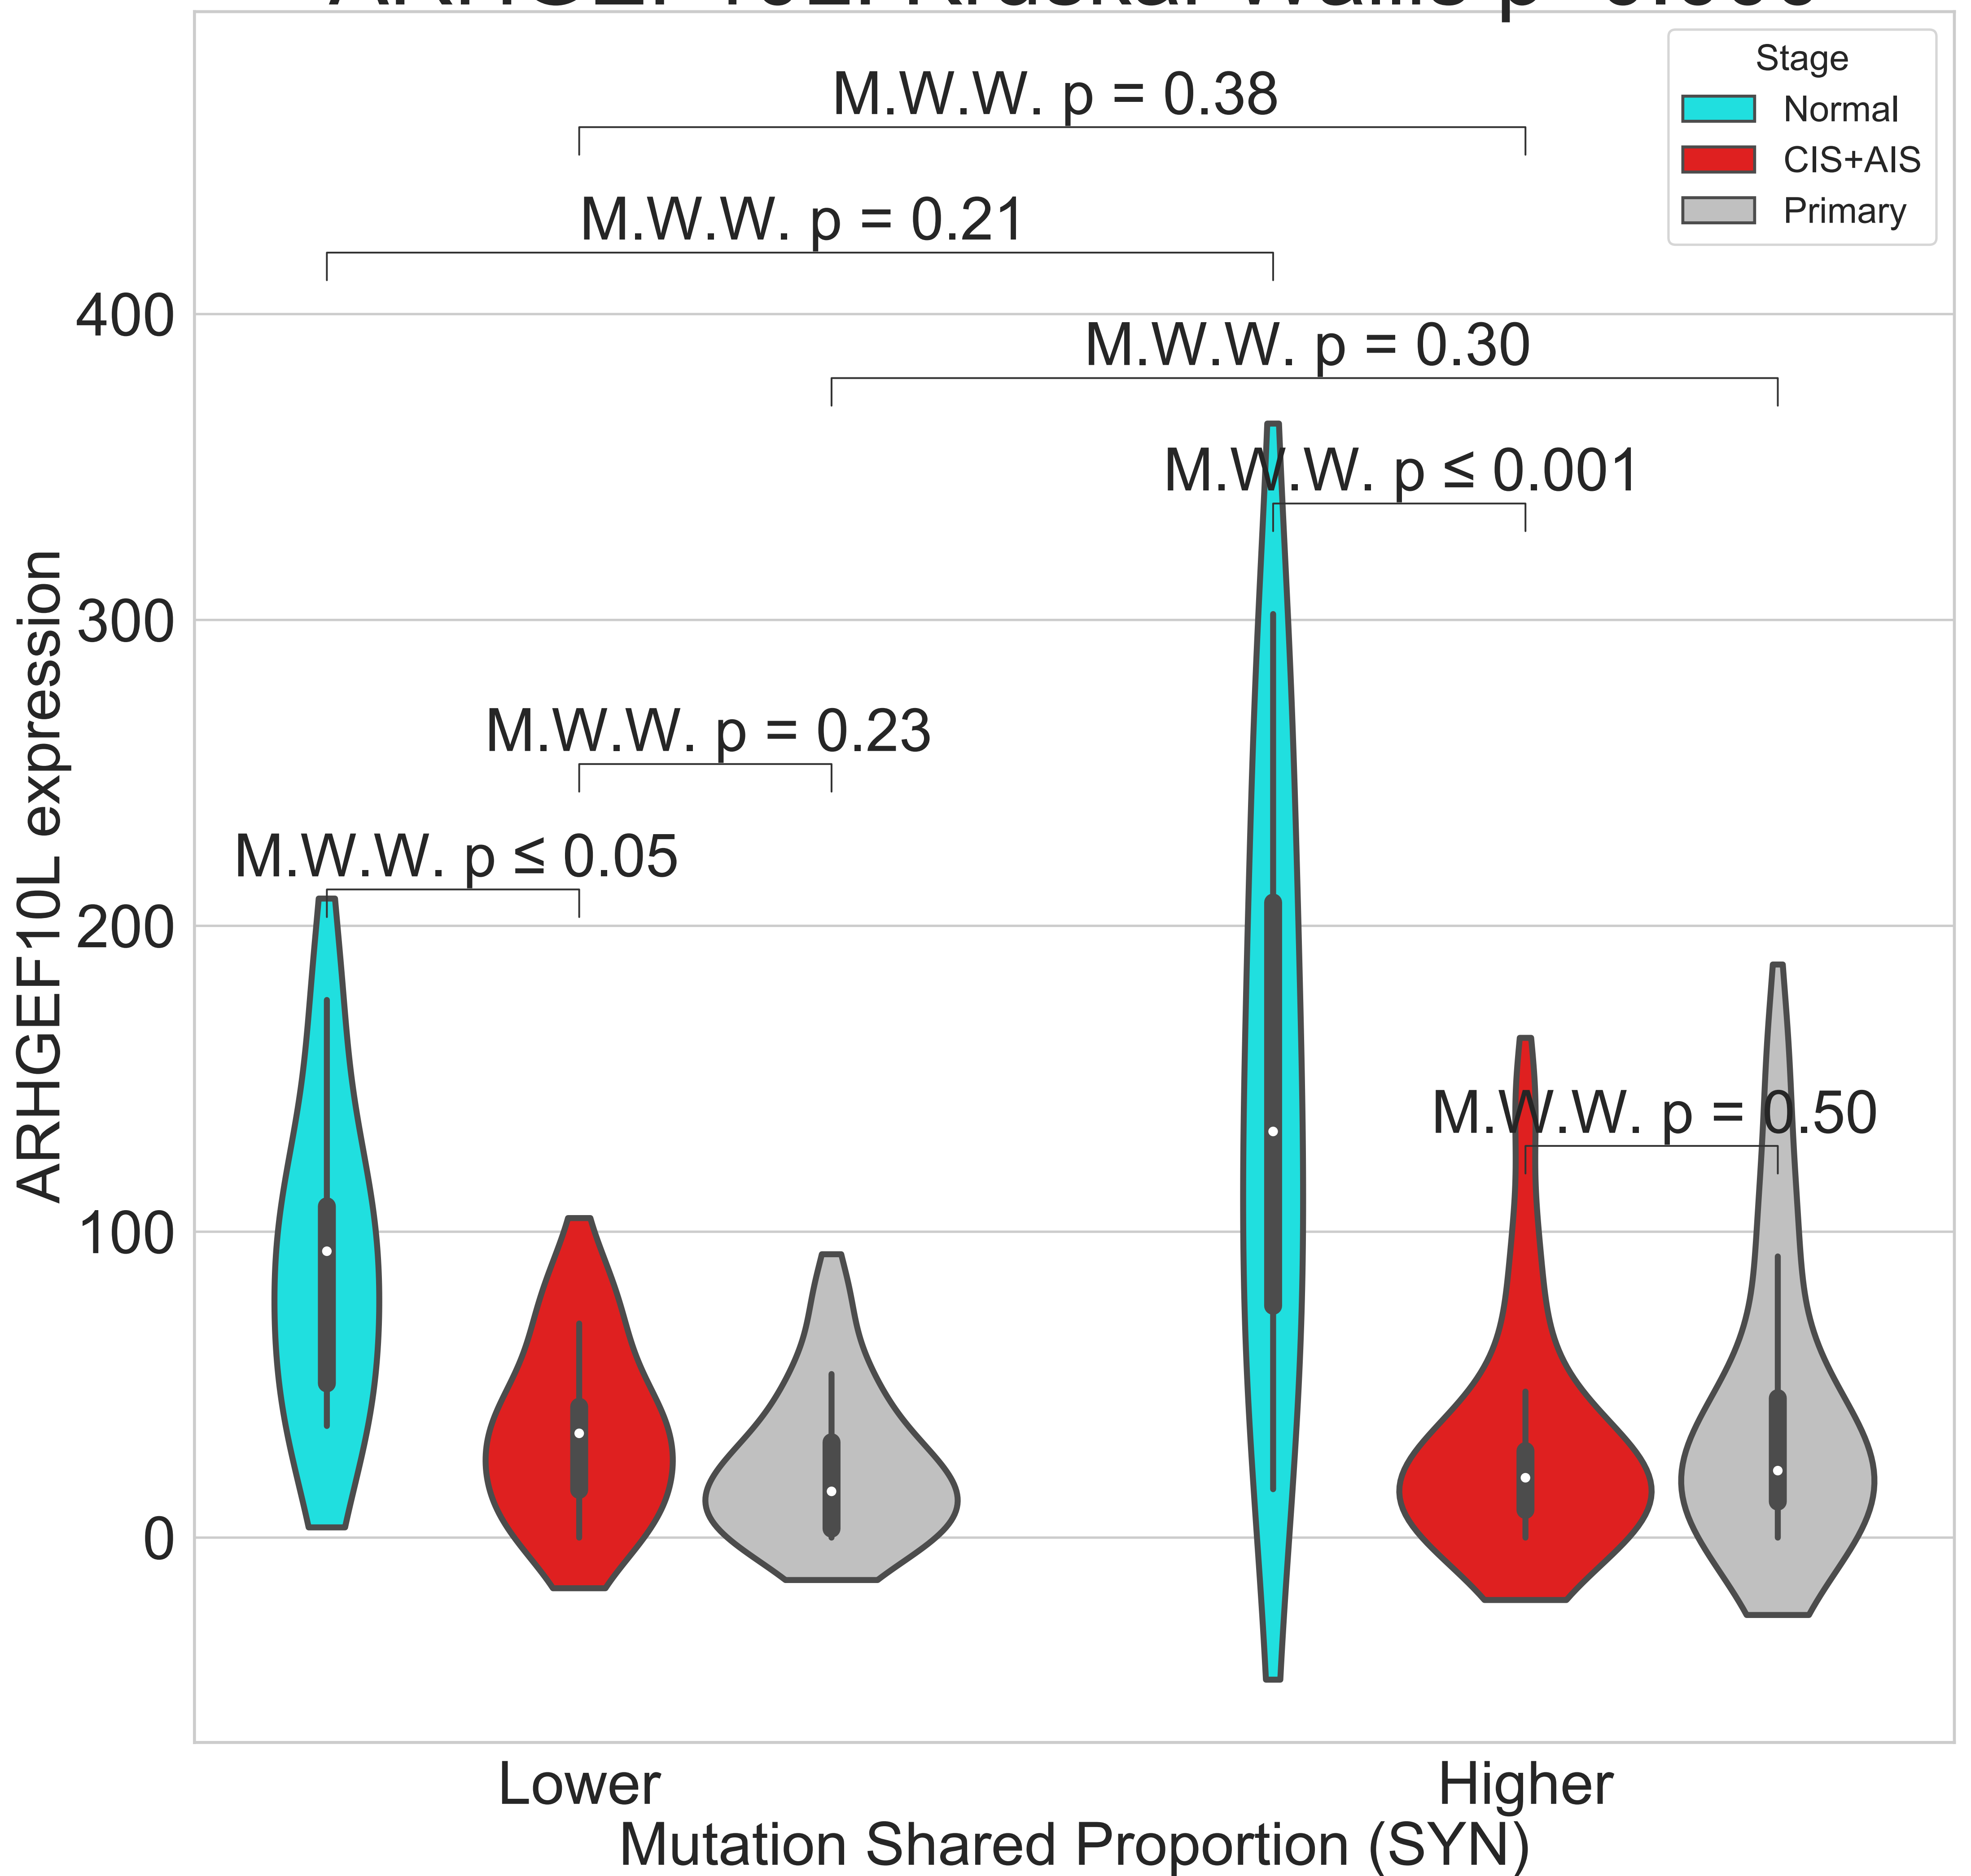 Stage
Normal
CIS+AIS
Primary
M.W.W. p = 0.38
M.W.W. p = 0.21
M.W.W. p = 0.30
M.W.W. p ≤ 0.001
M.W.W. p = 0.23
M.W.W. p ≤ 0.05
M.W.W. p = 0.50
ARHGEF10L expression
400
300
200
100
0
Lower
Higher
Mutation Shared Proportion (SYN)